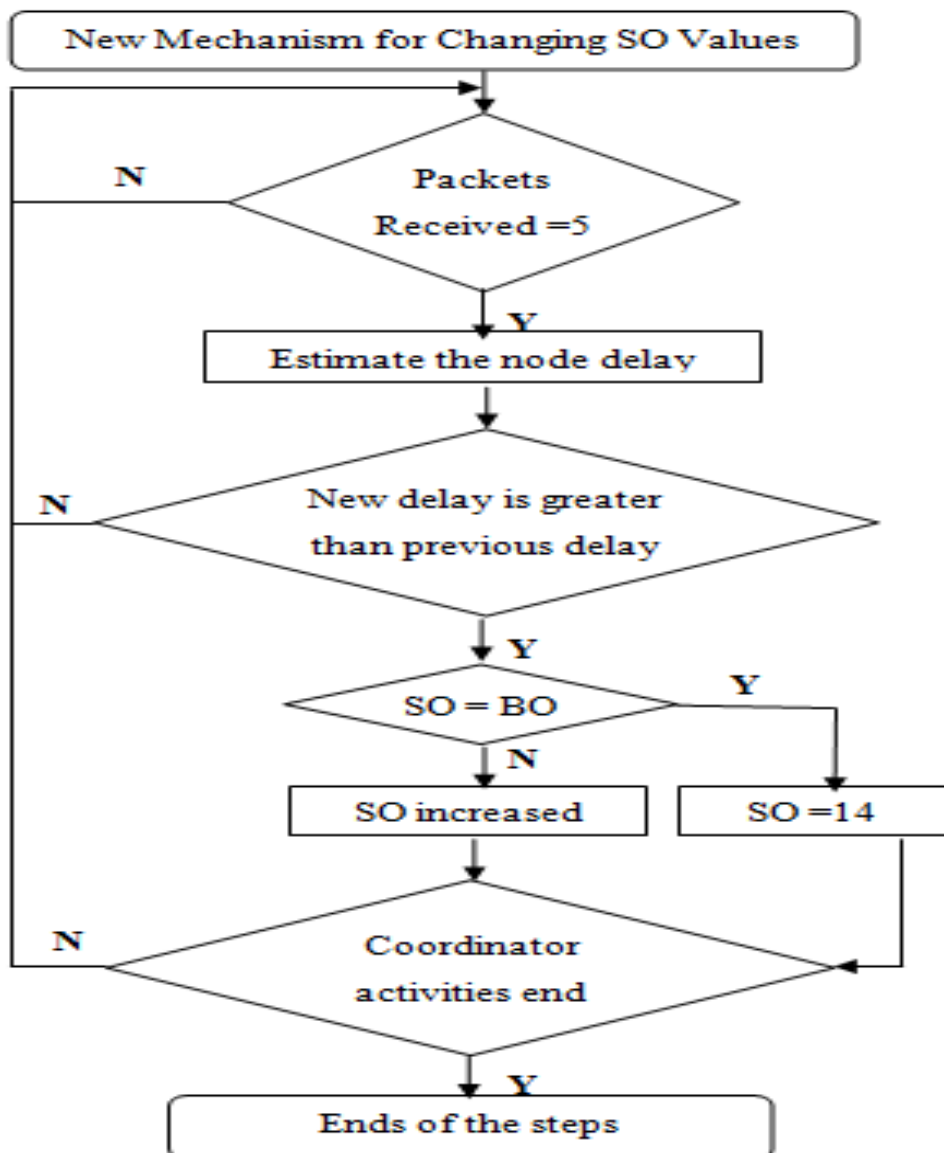 New Mechanism for Changing SO Values
N
Packets
Received =5
Y
Estimate the node delay
N
New delay is greater
than previous delay
Y
SO = BO
Y
N
SO increased
SO =14
N
Coordinator
activities end
Y
Ends of the steps